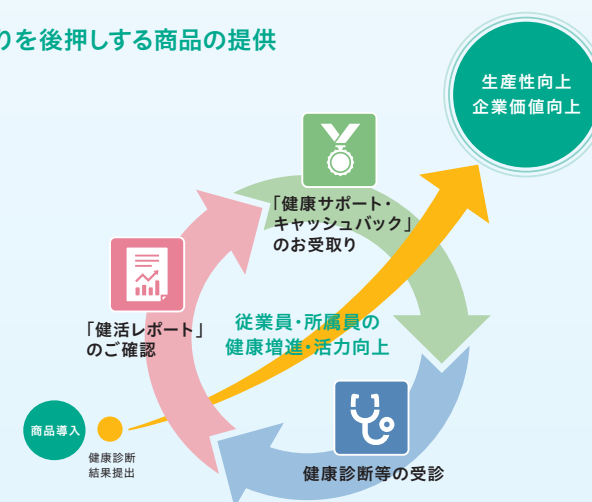 りを後押しする商品の提供
生産性向上
企業価値向上
「健康サポート・
キャッシュバック」
のお受取り
「健活レポート」
のご確認
従業員・所属員の
健康増進・活力向上
商品導入
健康診断
結果提出
健康診断等の受診